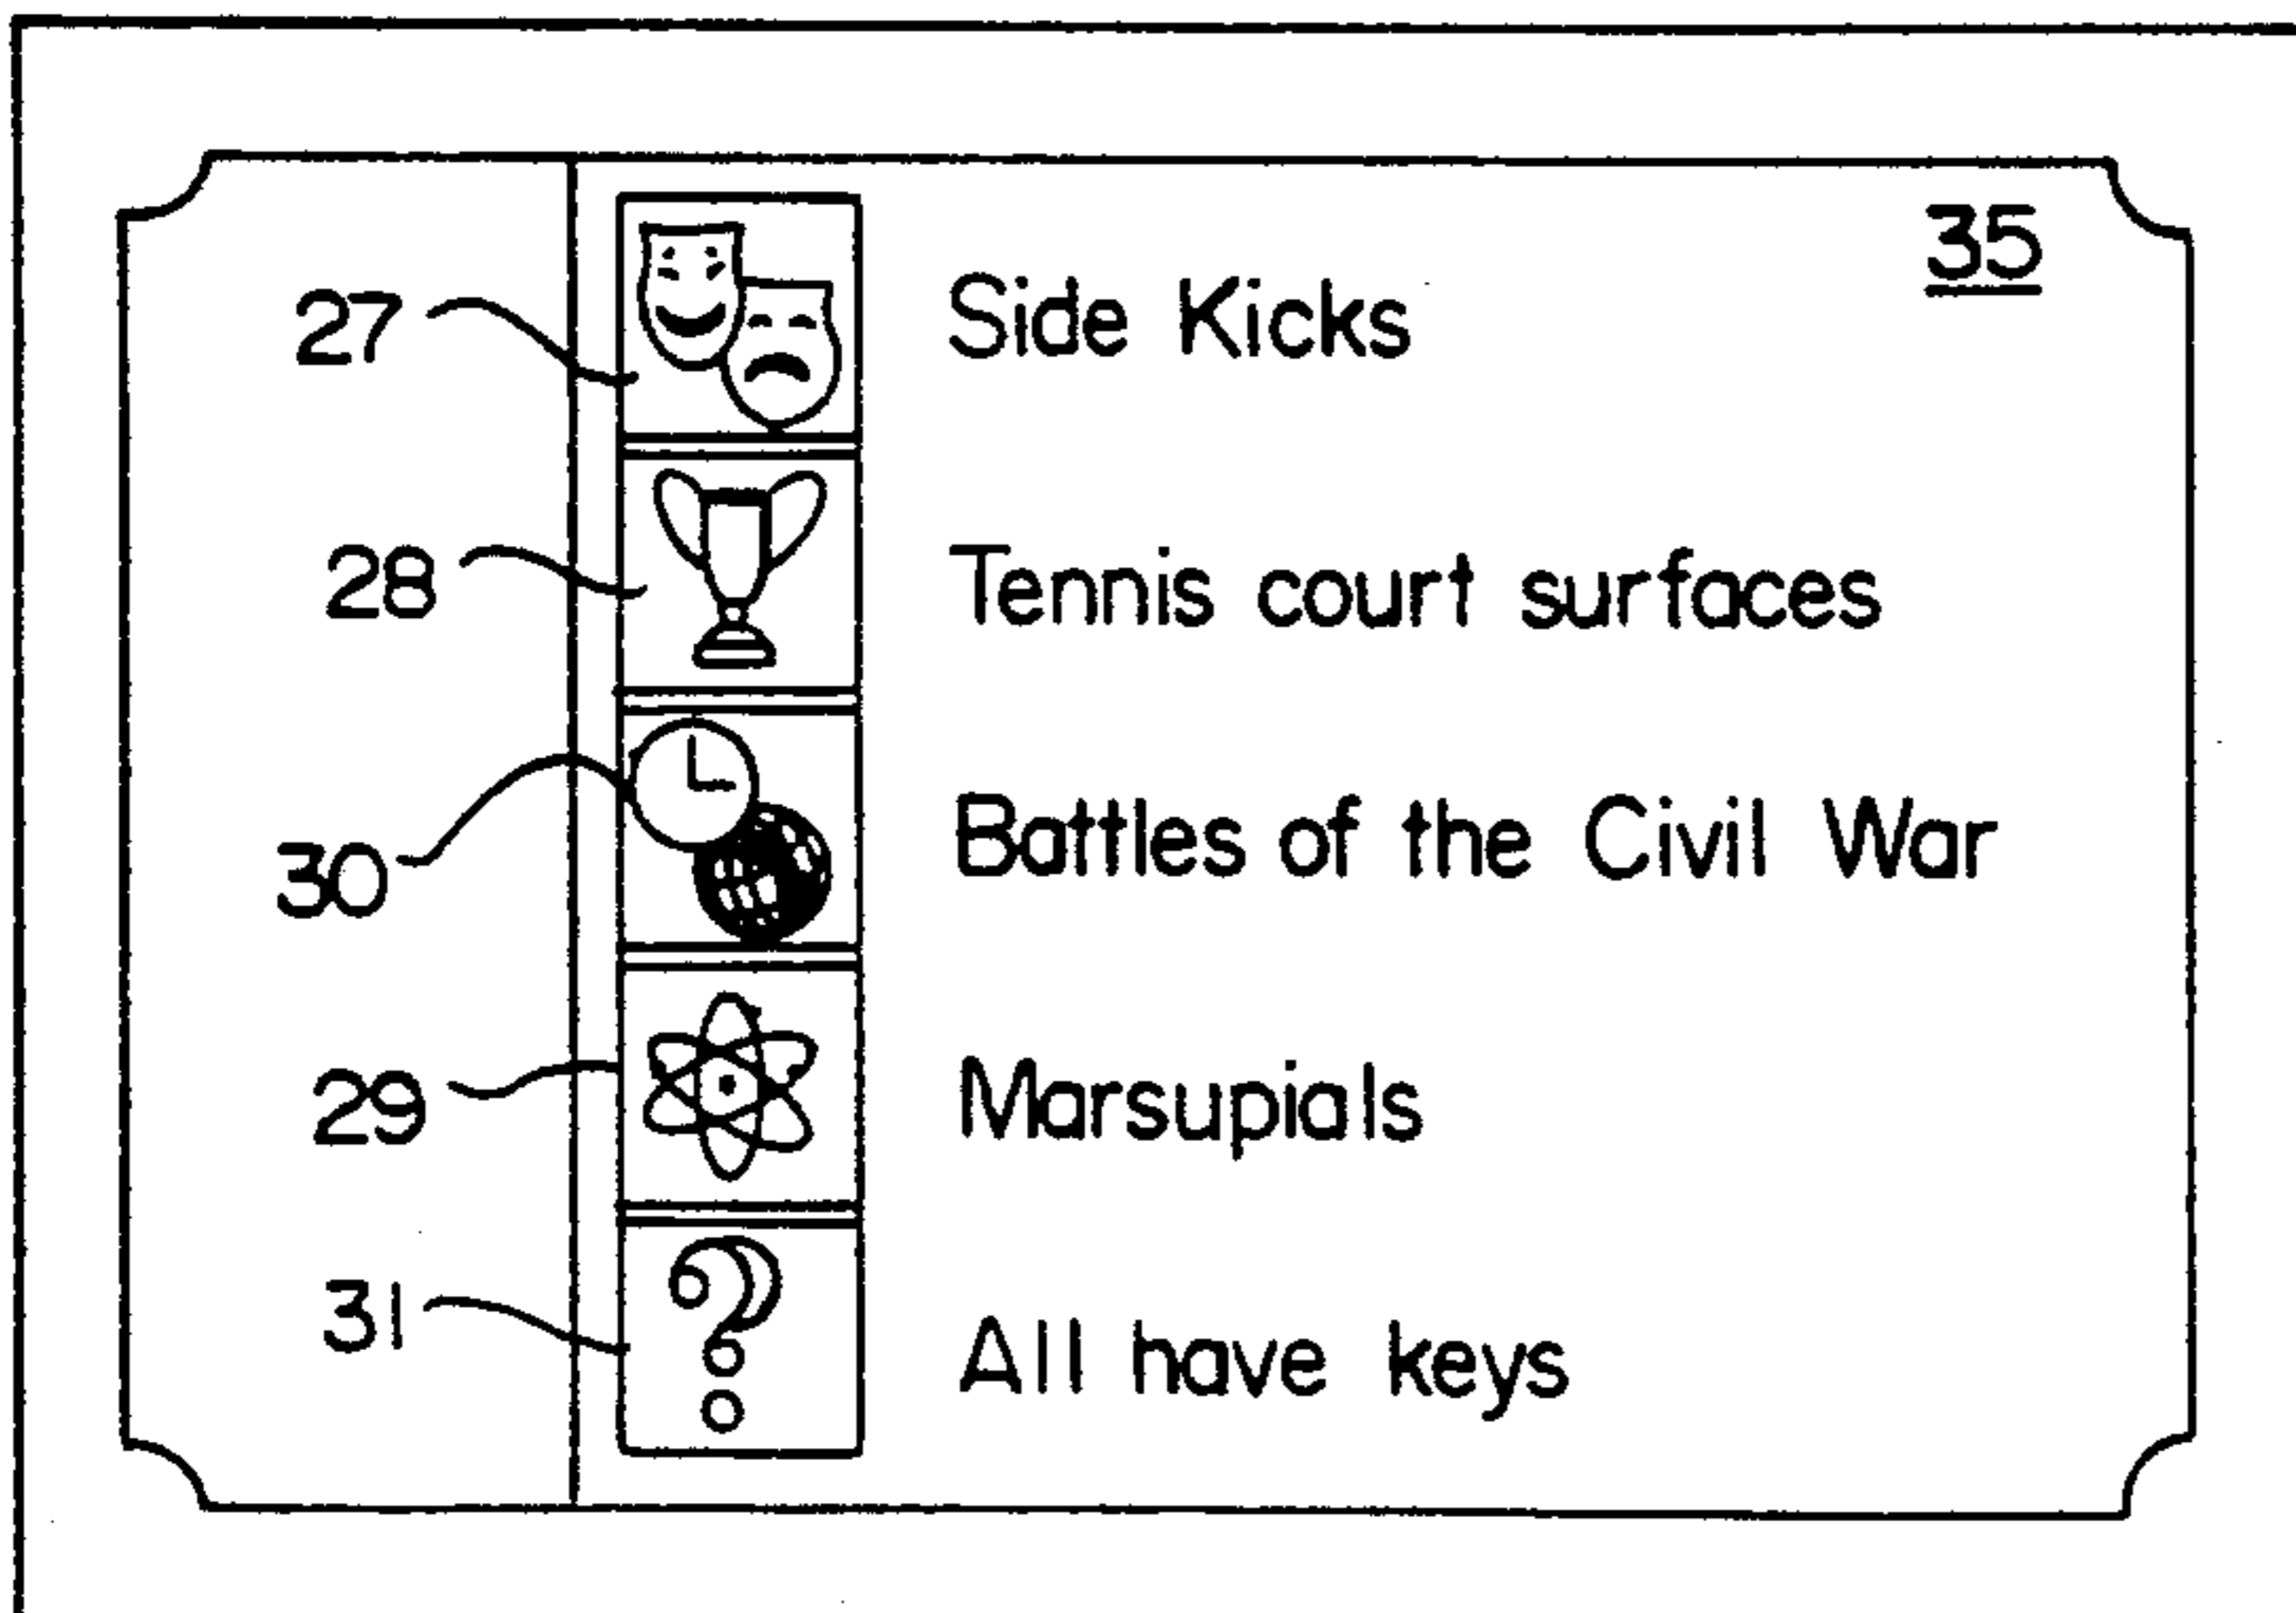 35
27 Side Kicks
28 Tennis court surfaces
30 Battles of the Civil War
29 Marsupials
31 All have keys